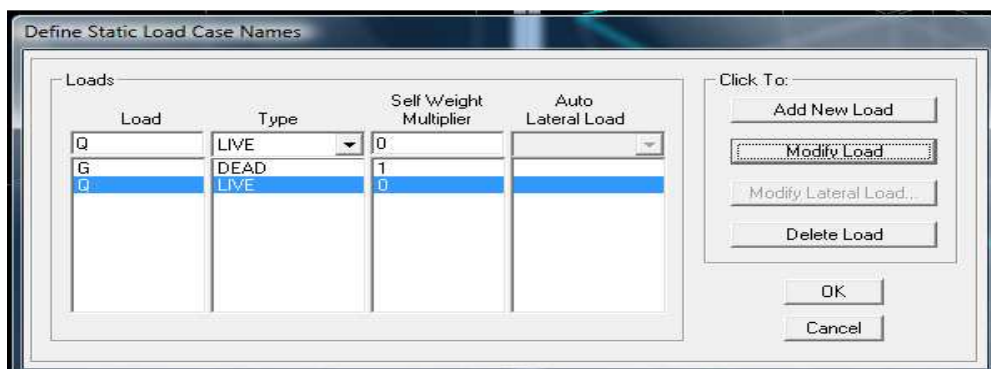 Define Static Load Case Names
Loads
Load Type Self Weight Multiplier Auto Lateral Load
Q LIVE 0
G DEAD 1
Q LIVE 0
Click To:
Add New Load
Modify Load
Modify Lateral Load...
Delete Load
OK
Cancel